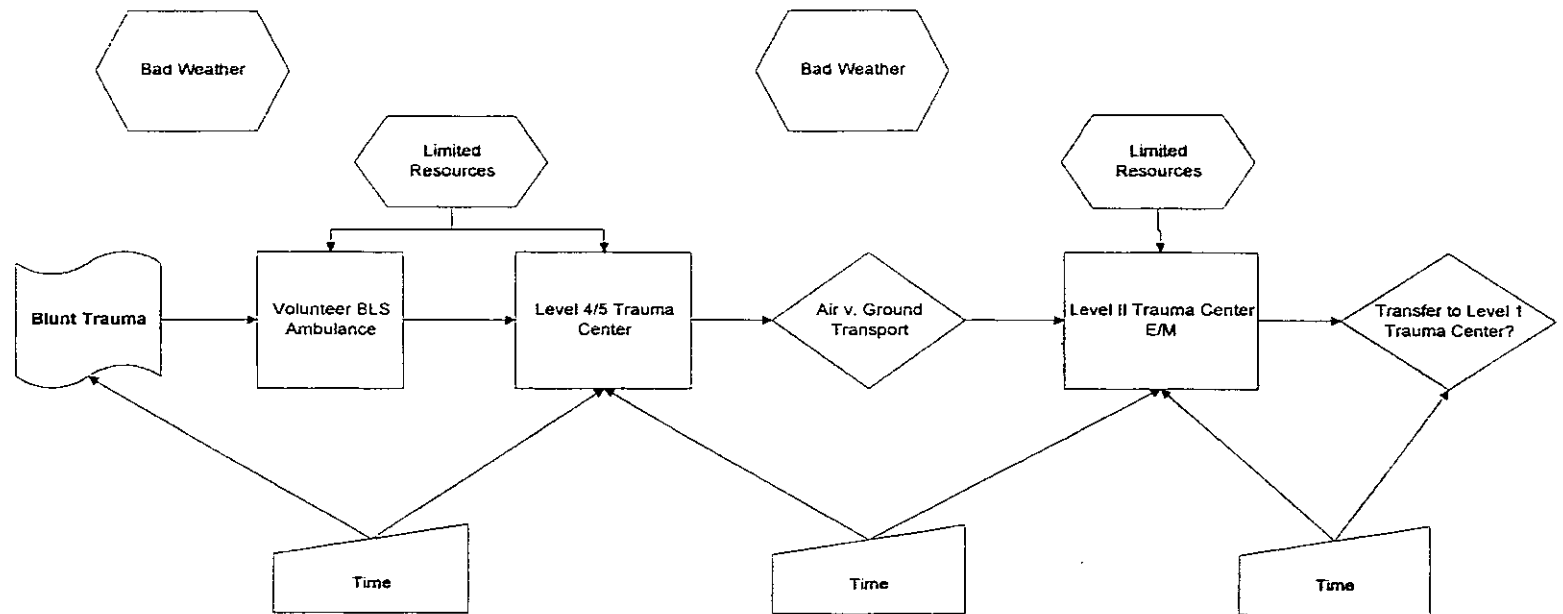 Bad Weather
Bad Weather
Limited
Resources
Limited
Resources
Blunt Trauma
Volunteer BLS
Ambulance
Level 4/5 Trauma
Center
Air v. Ground
Transport
Level II Trauma Center
E/M
Transfer to Level 1
Trauma Center?
Time
Time
Time